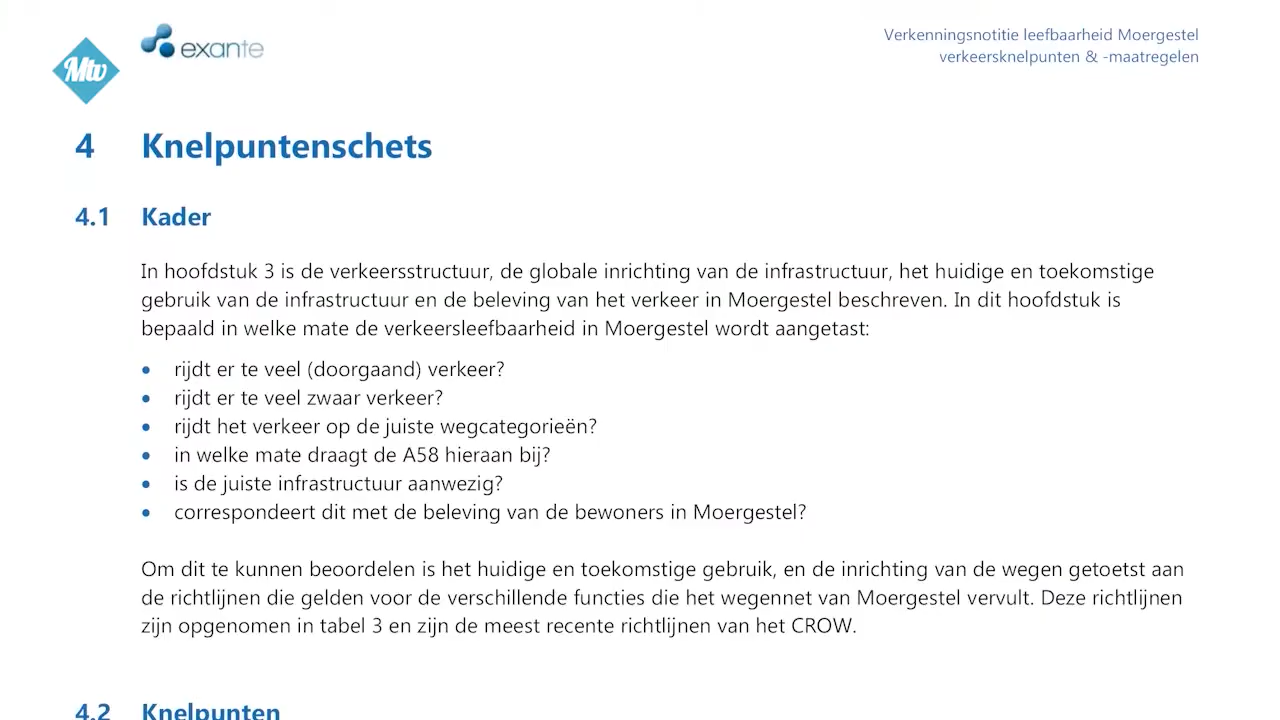 Mtv
exante
Verkenningsnotitie leefbaarheid Moergestel
verkeersknelpunten & -maatregelen
4 Knelpuntenschets
4.1 Kader
In hoofdstuk 3 is de verkeersstructuur, de globale inrichting van de infrastructuur, het huidige en toekomstige
gebruik van de infrastructuur en de beleving van het verkeer in Moergestel beschreven. In dit hoofdstuk is
bepaald in welke mate de verkeersleefbaarheid in Moergestel wordt aangetast:
• rijdt er te veel (doorgaand) verkeer?
• rijdt er te veel zwaar verkeer?
• rijdt het verkeer op de juiste wegcategorieën?
• in welke mate draagt de A58 hieraan bij?
• is de juiste infrastructuur aanwezig?
• correspondeert dit met de beleving van de bewoners in Moergestel?
Om dit te kunnen beoordelen is het huidige en toekomstige gebruik, en de inrichting van de wegen getoetst aan
de richtlijnen die gelden voor de verschillende functies die het wegennet van Moergestel vervult. Deze richtlijnen
zijn opgenomen in tabel 3 en zijn de meest recente richtlijnen van het CROW.
4.2 Knelpunten